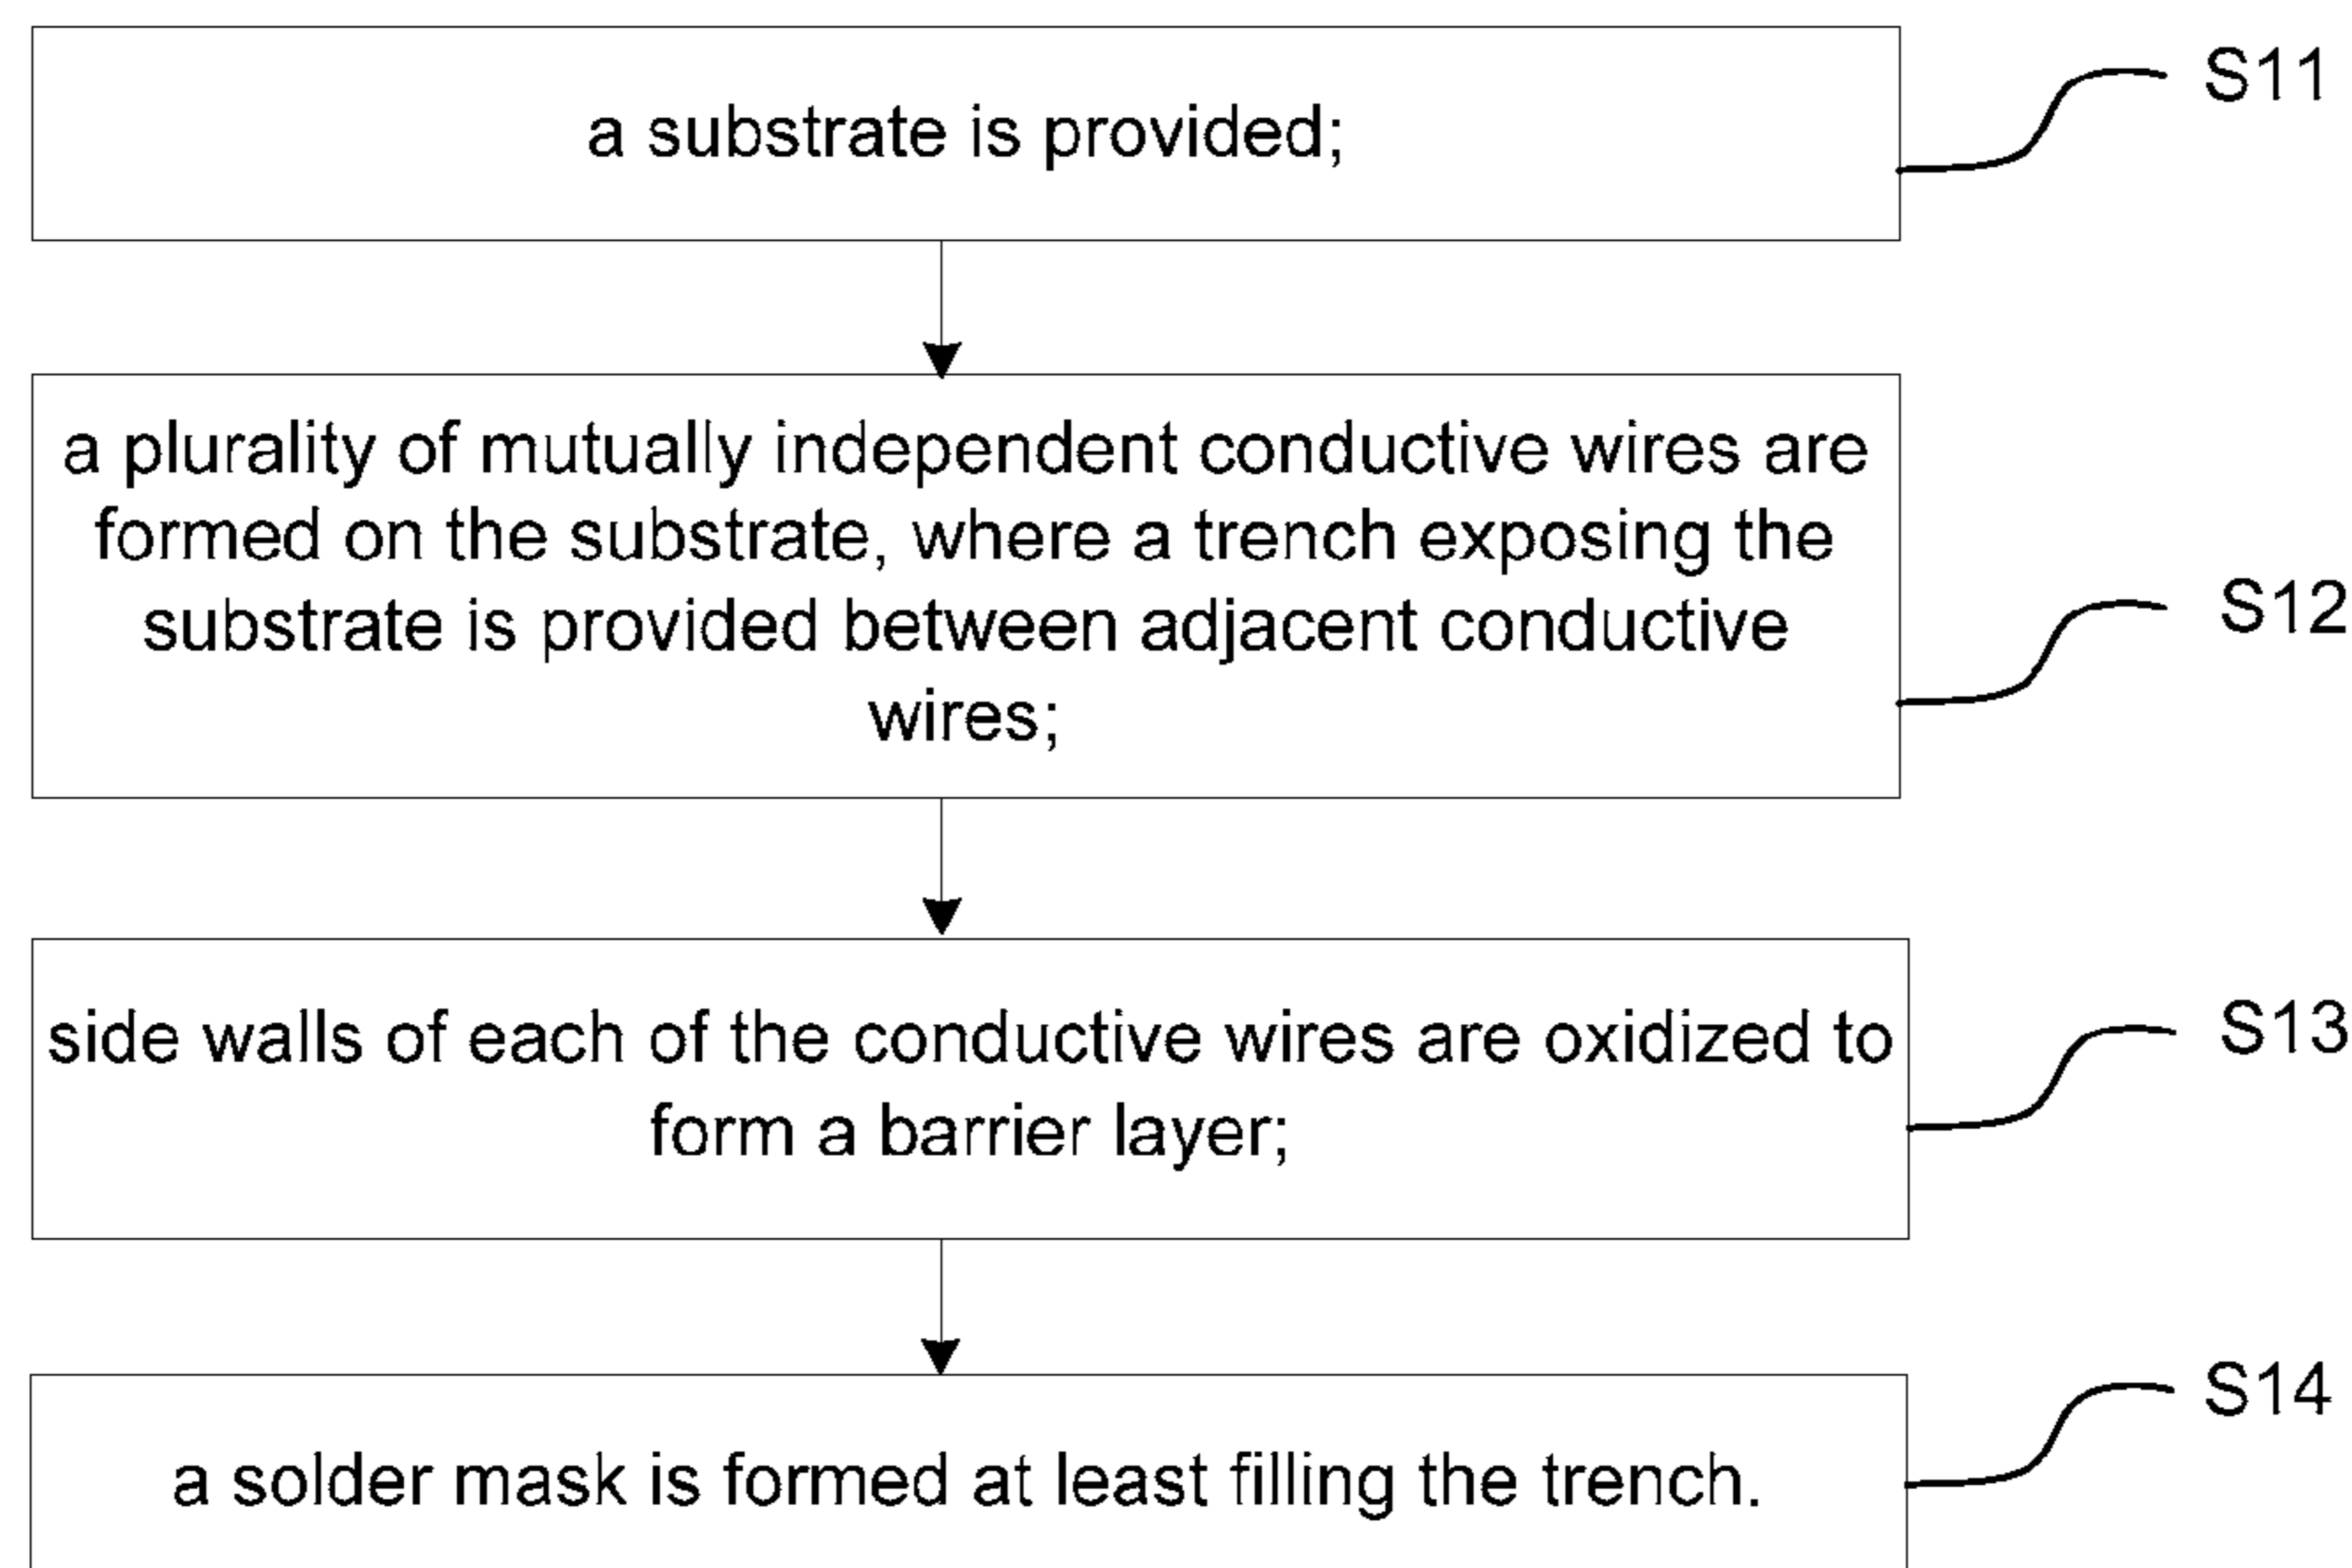 a substrate is provided;
S11
a plurality of mutually independent conductive wires are
formed on the substrate, where a trench exposing the
substrate is provided between adjacent conductive
wires;
S12
side walls of each of the conductive wires are oxidized to
form a barrier layer;
S13
a solder mask is formed at least filling the trench.
S14